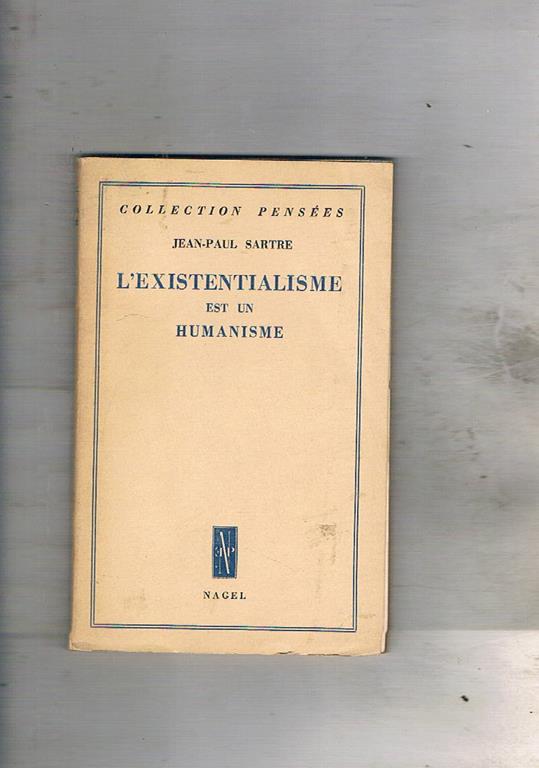 COLLECTION PENSÉES
JEAN-PAUL SARTRE
L'EXISTENTIALISME
EST UN
HUMANISME
NAGEL